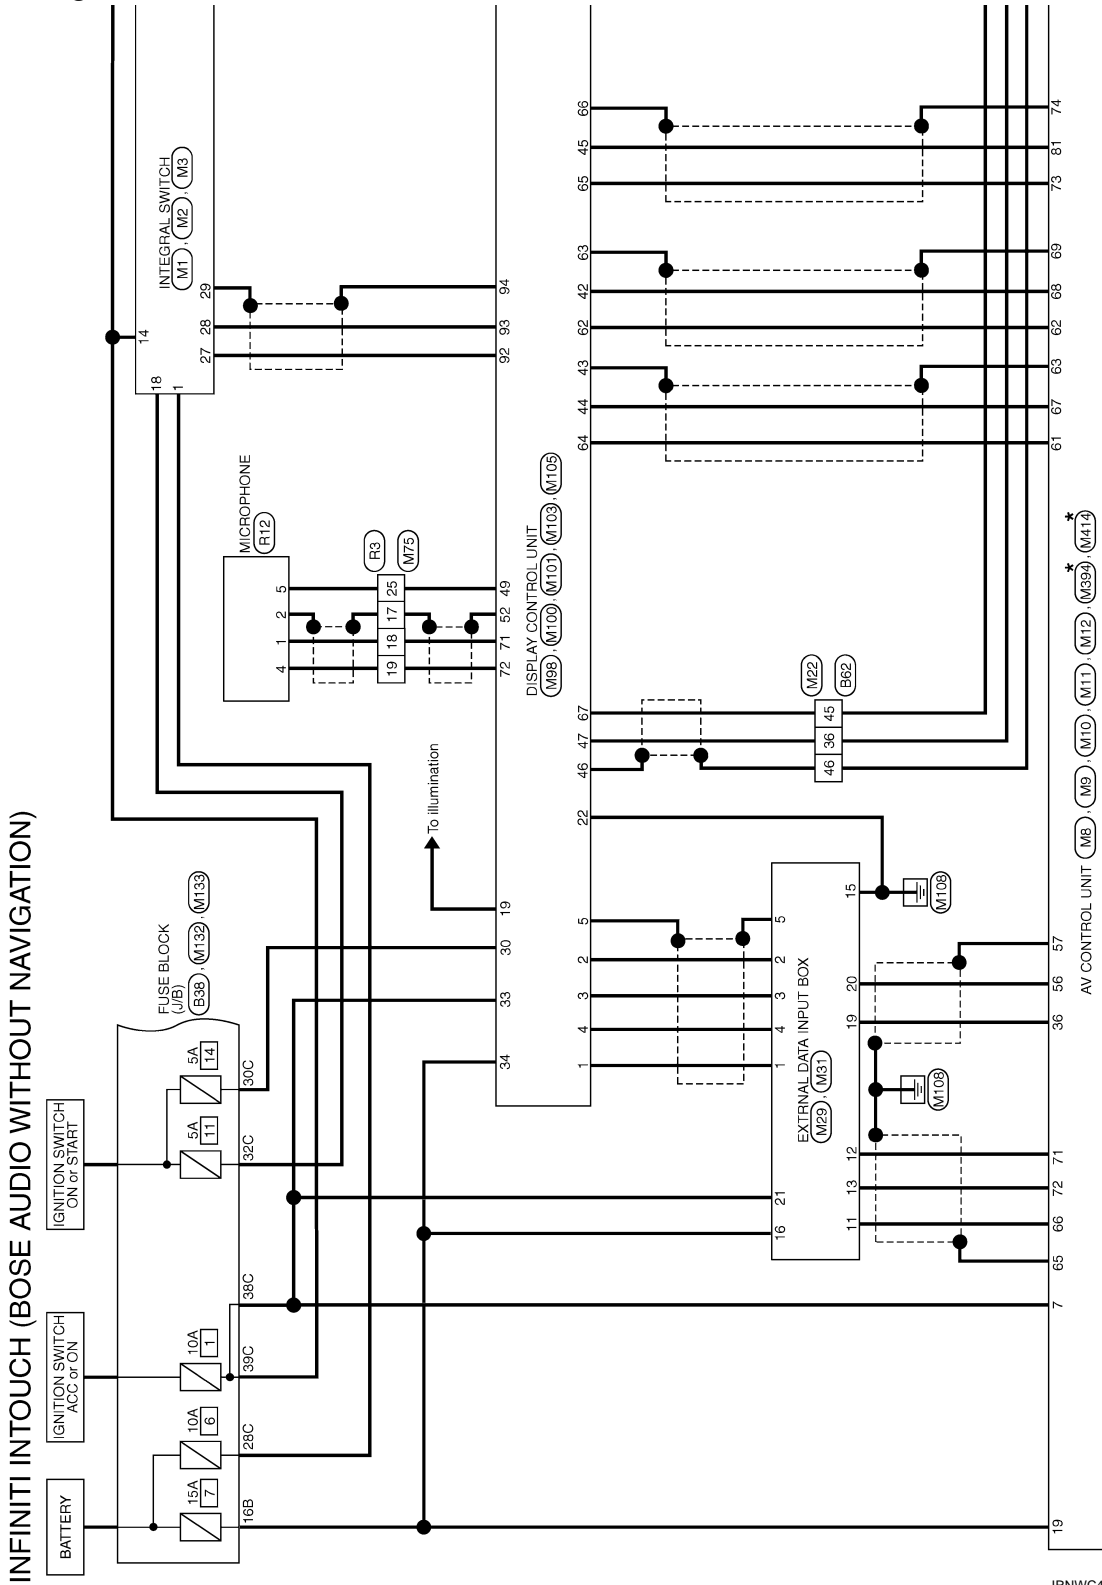 INFINITI INTOUCH (BOSE AUDIO WITHOUT NAVIGATION)
BATTERY
IGNITION SWITCH
ACC or ON
IGNITION SWITCH
ON or START
15A
7
10A
6
10A
1
5A
11
5A
14
FUSE BLOCK
(J/B)
B38 , M132 , M133
16B
28C
39C
38C
32C
30C
INTEGRAL SWITCH
M1 , M2 , M3
18
1
14
27
28
29
MICROPHONE
R12
4
1
2
5
R3
19
18
17
25
M75
To illumination
34
33
30
19
72
71
52
49
92
93
94
DISPLAY CONTROL UNIT
M98 , M100 , M101 , M103 , M105
1
4
3
2
5
22
46
47
67
64
44
43
62
42
63
65
45
66
M22
46
36
45
B62
16
21
1
4
3
2
5
EXTRNAL DATA INPUT BOX
M29 , M31
11
13
12
19
20
15
M108
M108
19
7
65
66
72
71
36
56
57
61
67
63
62
68
69
73
81
74
AV CONTROL UNIT M8 , M9 , M10 , M11 , M12 , M394* , M414*